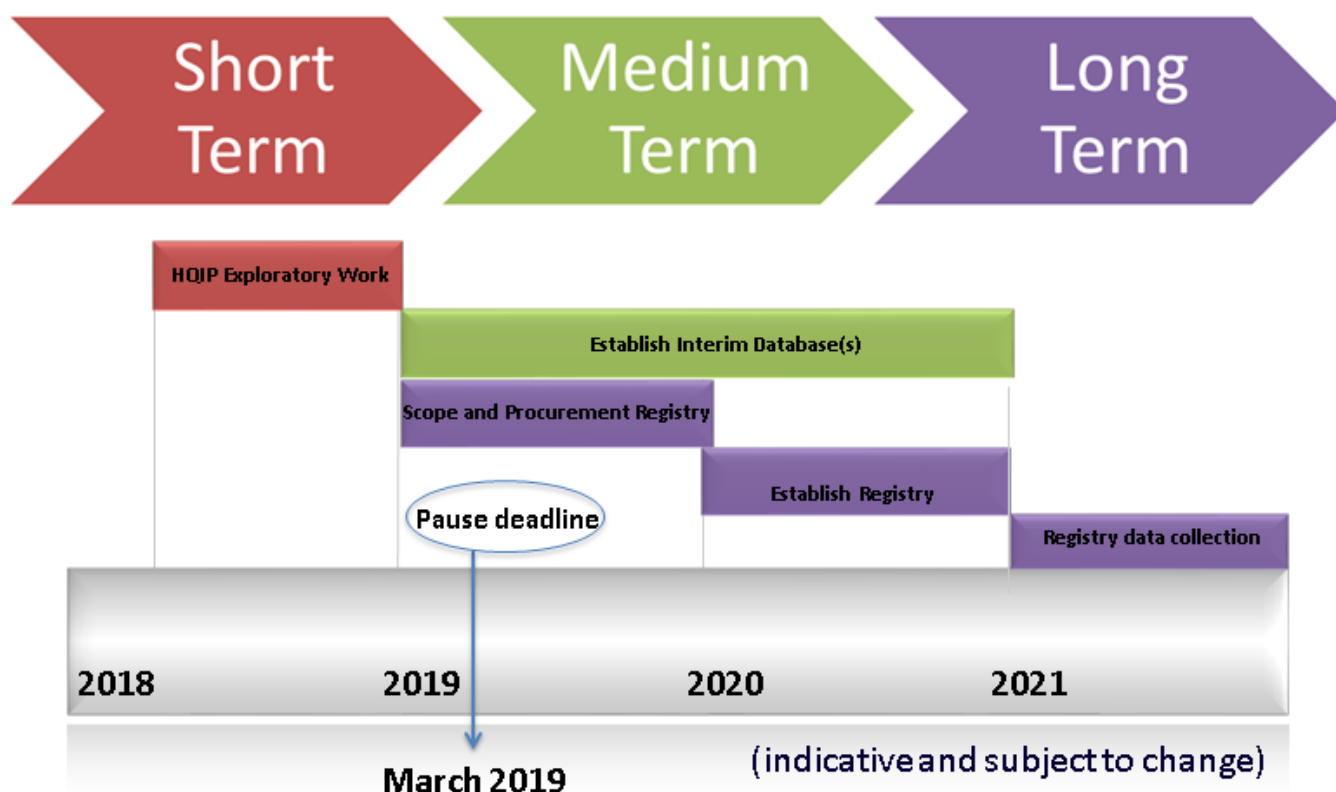 Short
Term
Medium
Term
Long
Term
HQIP Exploratory Work
Establish Interim Database(s)
Scope and Procurement Registry
Establish Registry
Pause deadline
Registry data collection
2018
2019
2020
2021
March 2019
(indicative and subject to change)